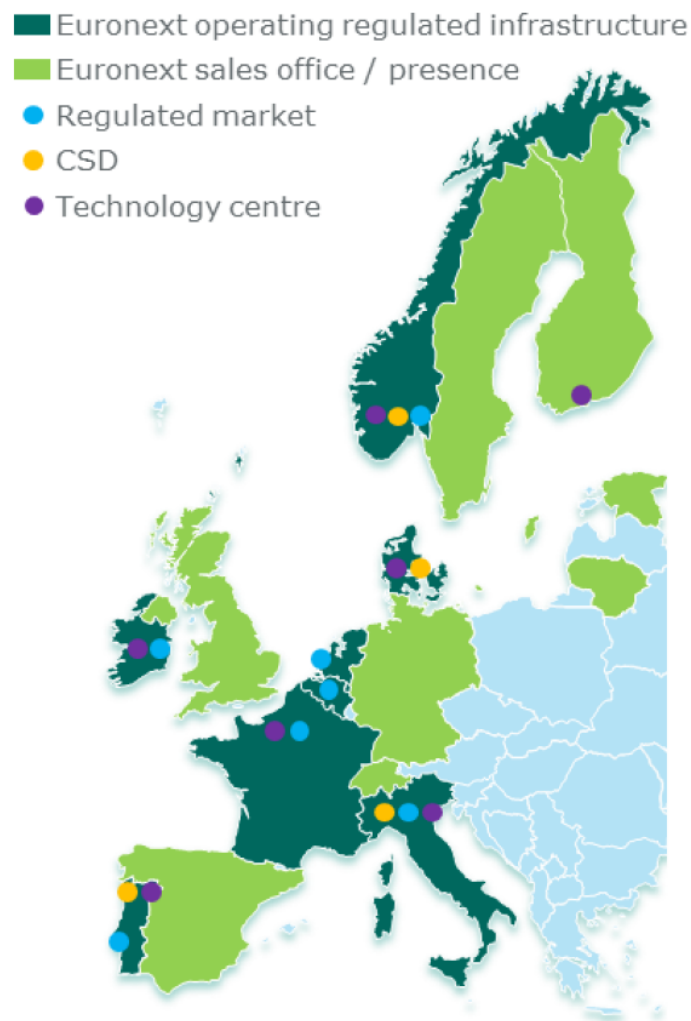 Euronext operating regulated infrastructure
Euronext sales office / presence
Regulated market
CSD
Technology centre